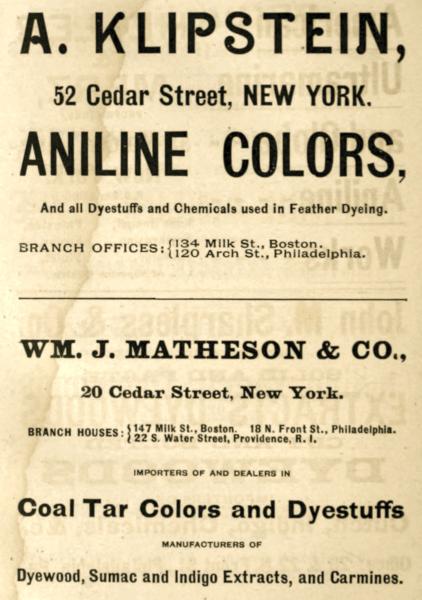 A. KLIPSTEIN,
52 Cedar Street, NEW YORK.
ANILINE COLORS,
And all Dyestuffs and Chemicals used in Feather Dyeing.
BRANCH OFFICES: {134 Milk St., Boston.
{120 Arch St., Philadelphia.
WM. J. MATHESON & CO.,
20 Cedar Street, New York.
BRANCH HOUSES: {147 Milk St., Boston. 18 N. Front St., Philadelphia.
{22 S. Water Street, Providence, R. I.
IMPORTERS OF AND DEALERS IN
Coal Tar Colors and Dyestuffs
MANUFACTURERS OF
Dyewood, Sumac and Indigo Extracts, and Carmines.